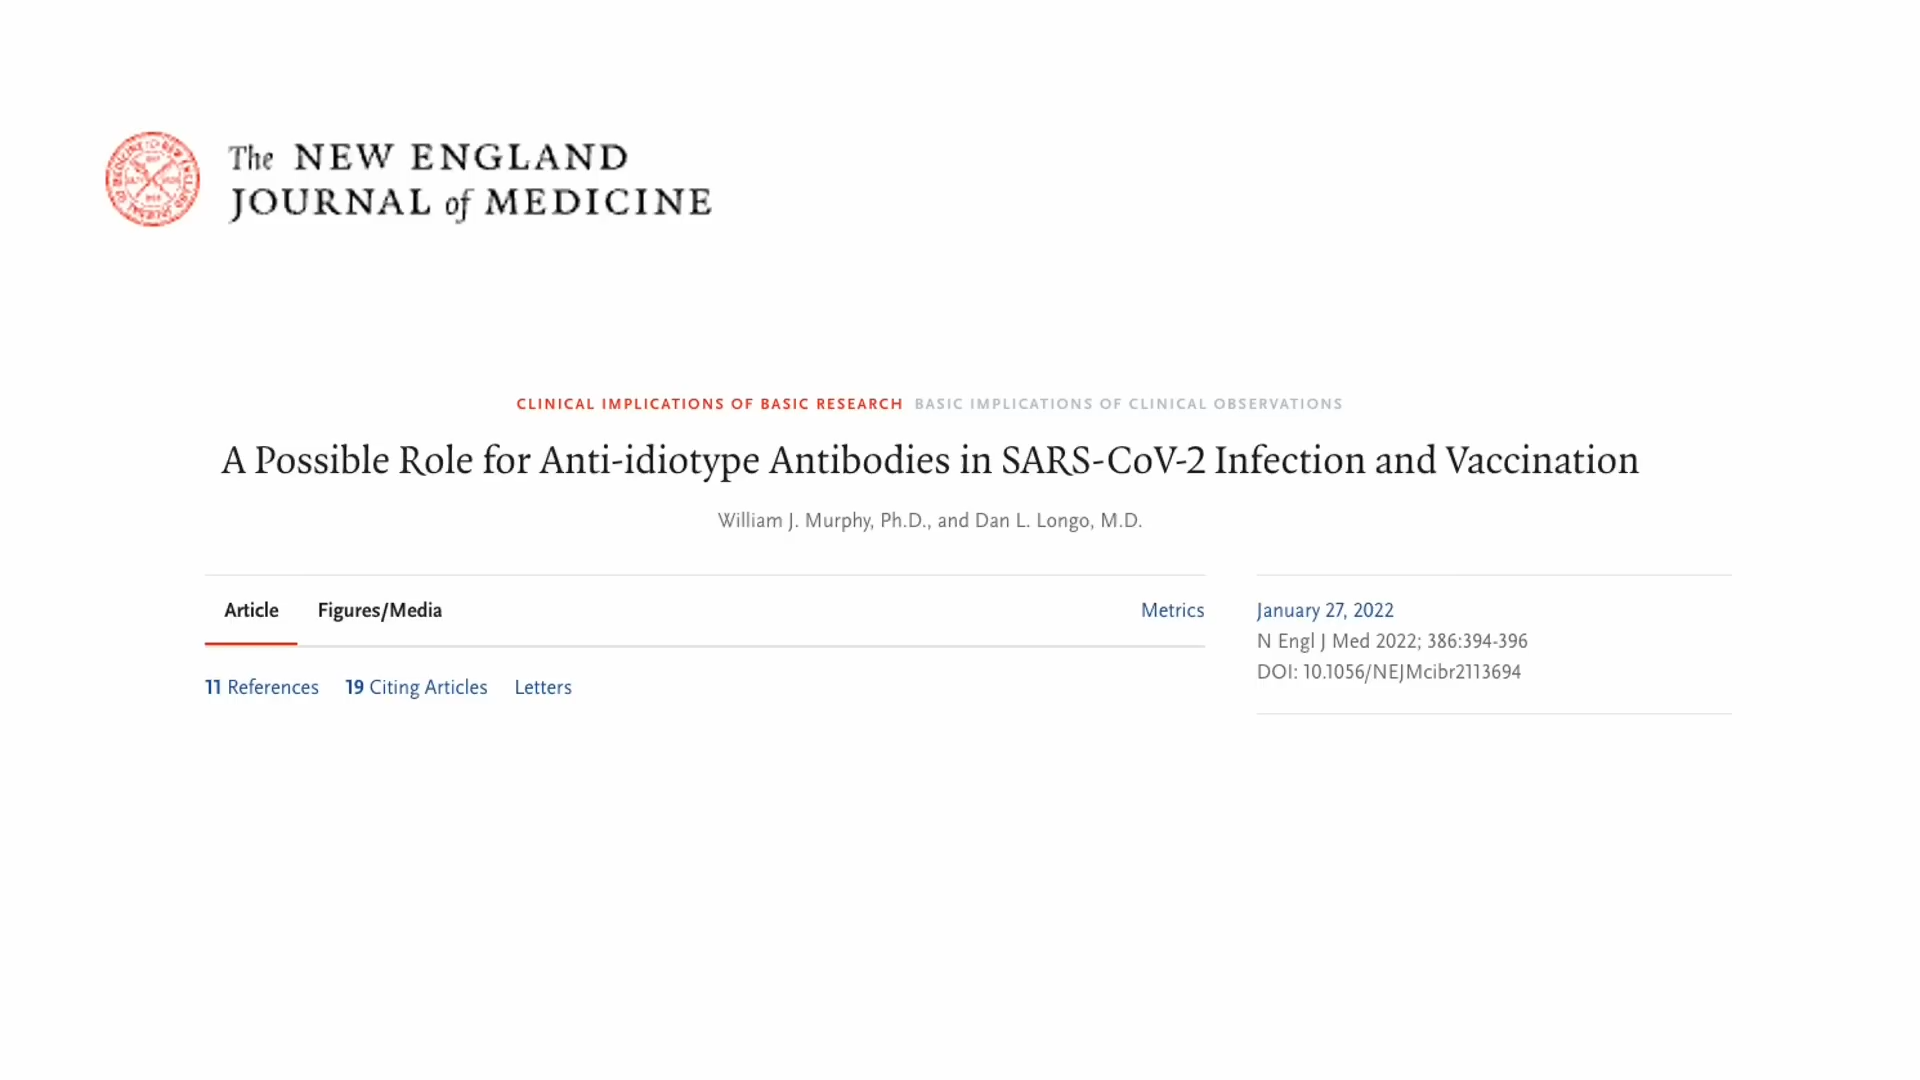 The NEW ENGLAND
JOURNAL of MEDICINE
CLINICAL IMPLICATIONS OF BASIC RESEARCH BASIC IMPLICATIONS OF CLINICAL OBSERVATIONS
A Possible Role for Anti-idiotype Antibodies in SARS-CoV-2 Infection and Vaccination
William J. Murphy, Ph.D., and Dan L. Longo, M.D.
Article Figures/Media Metrics
11 References 19 Citing Articles Letters
January 27, 2022
N Engl J Med 2022; 386:394-396
DOI: 10.1056/NEJMcibr2113694